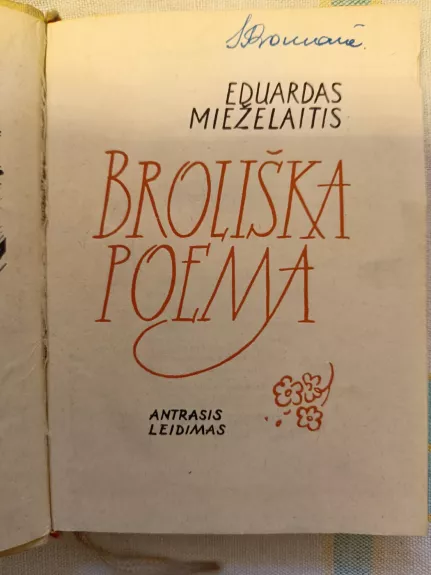 EDUARDAS
MIEŽELAITIS
BROLIŠKA
POEMA
ANTRASIS
LEIDIMAS